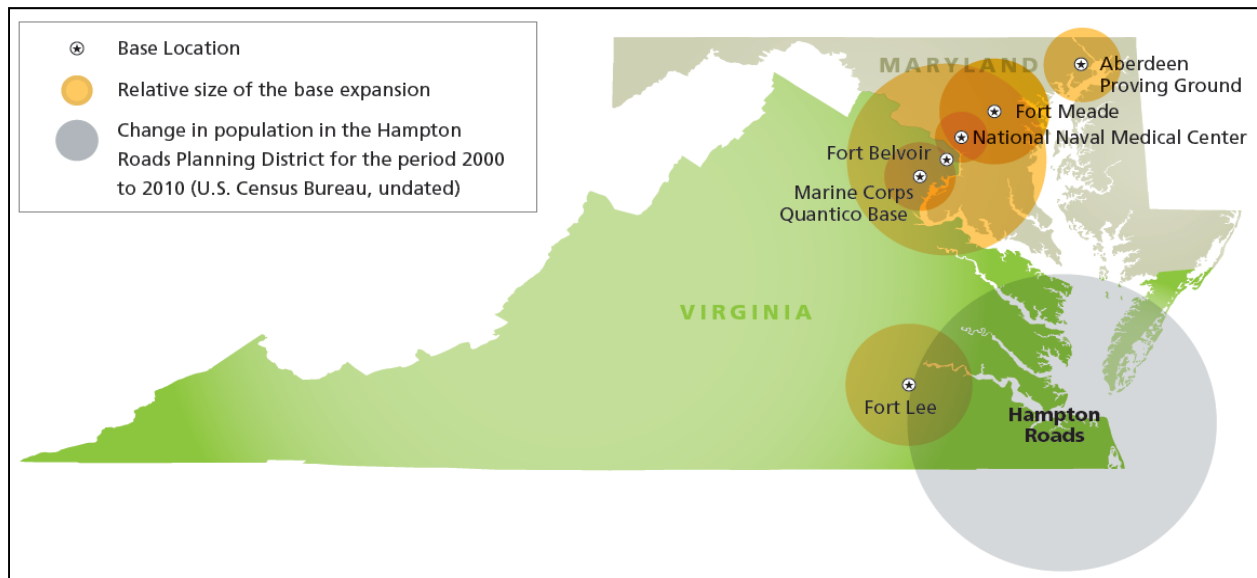 Base Location
Relative size of the base expansion
Change in population in the Hampton
Roads Planning District for the period 2000
to 2010 (U.S. Census Bureau, undated)
MARYLAND
Aberdeen
Proving Ground
Fort Meade
National Naval Medical Center
Fort Belvoir
Marine Corps
Quantico Base
VIRGINIA
Fort Lee
Hampton
Roads